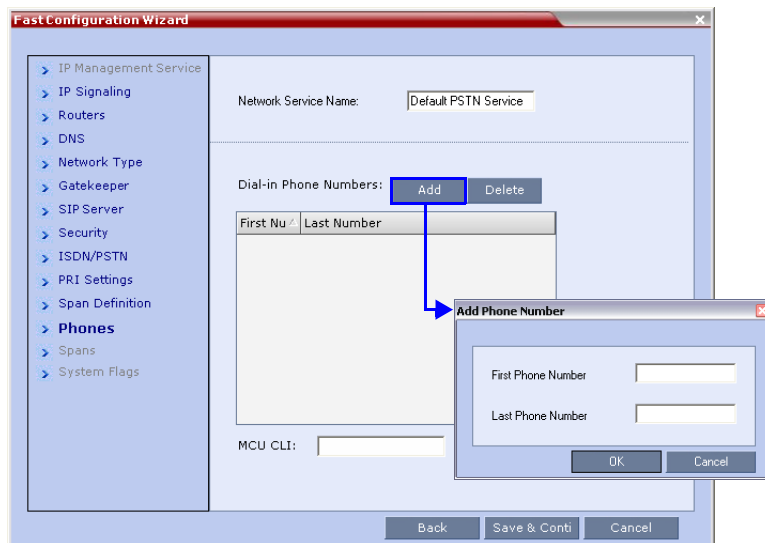 Fast Configuration Wizard
IP Management Service
IP Signaling
Routers
DNS
Network Type
Gatekeeper
SIP Server
Security
ISDN/PSTN
PRI Settings
Span Definition
Phones
Spans
System Flags
Network Service Name: Default PSTN Service
Dial-in Phone Numbers: Add Delete
First Nu Last Number
MCU CLI:
Add Phone Number
First Phone Number
Last Phone Number
OK Cancel
Back Save & Conti Cancel